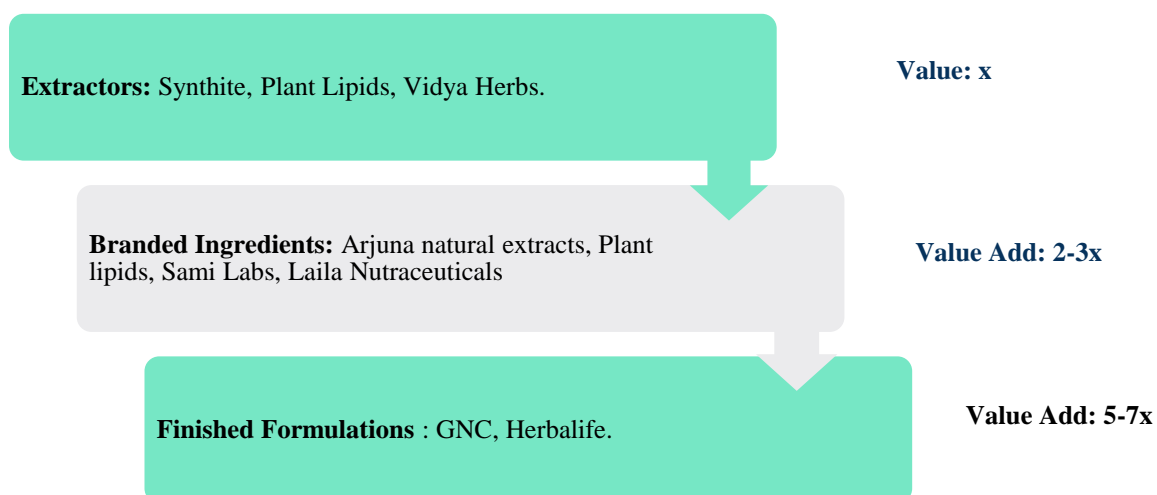 Extractors: Synthite, Plant Lipids, Vidya Herbs.
Value: x
Branded Ingredients: Arjuna natural extracts, Plant
lipids, Sami Labs, Laila Nutraceuticals
Value Add: 2-3x
Finished Formulations : GNC, Herbalife.
Value Add: 5-7x